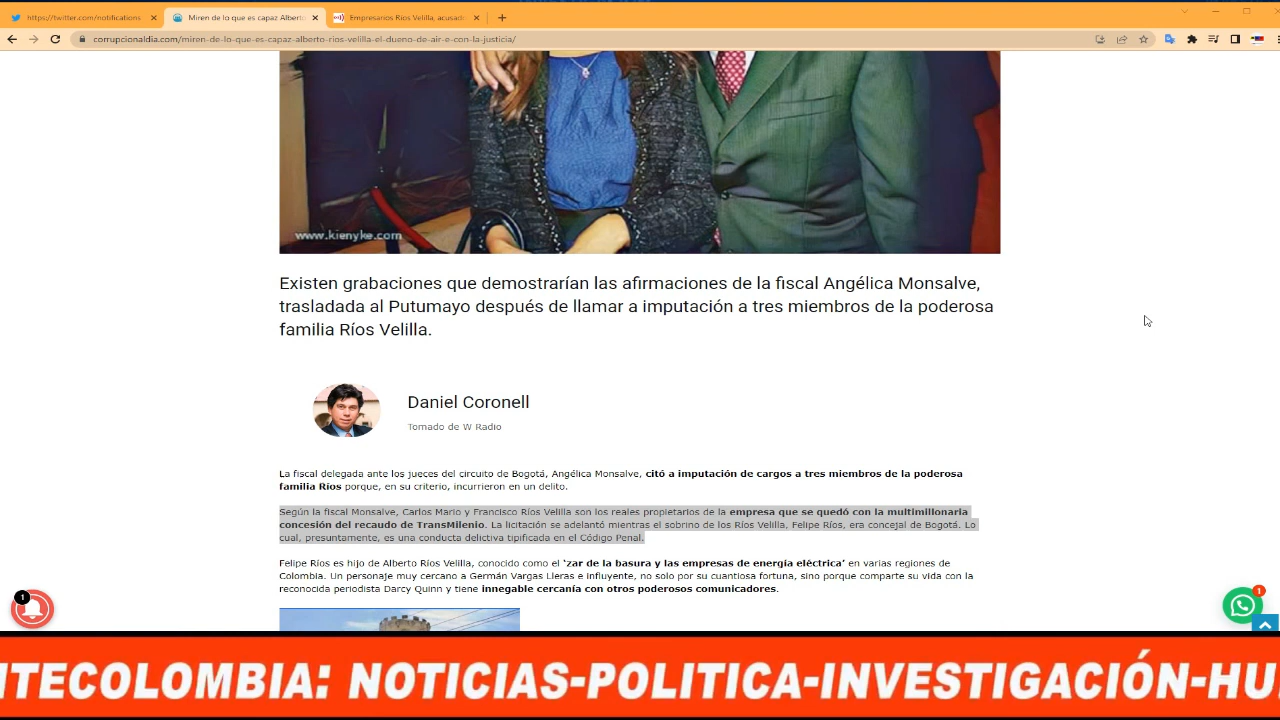 https://twitter.com/notifications
Miren de lo que es capaz Alberto
Empresarios Ríos Velilla, acusad
corrupcionaldia.com/miren-de-lo-que-es-capaz-alberto-rios-velilla-el-dueno-de-air-e-con-la-justicia/
www.kienyke.com
Existen grabaciones que demostrarían las afirmaciones de la fiscal Angélica Monsalve,
trasladada al Putumayo después de llamar a imputación a tres miembros de la poderosa
familia Ríos Velilla.
Daniel Coronell
Tomado de W Radio
La fiscal delegada ante los jueces del circuito de Bogotá, Angélica Monsalve, citó a imputación de cargos a tres miembros de la poderosa
familia Ríos porque, en su criterio, incurrieron en un delito.
Según la fiscal Monsalve, Carlos Mario y Francisco Ríos Velilla son los reales propietarios de la empresa que se quedó con la multimillonaria
concesión del recaudo de TransMilenio. La licitación se adelantó mientras el sobrino de los Ríos Velilla, Felipe Ríos, era concejal de Bogotá. Lo
cual, presuntamente, es una conducta delictiva tipificada en el Código Penal.
Felipe Ríos es hijo de Alberto Ríos Velilla, conocido como el ‘zar de la basura y las empresas de energía eléctrica’ en varias regiones de
Colombia. Un personaje muy cercano a Germán Vargas Lleras e influyente, no solo por su cuantiosa fortuna, sino porque comparte su vida con la
reconocida periodista Darcy Quinn y tiene innegable cercanía con otros poderosos comunicadores.
1
1
ITECOLOMBIA: NOTICIAS-POLITICA-INVESTIGACIÓN-HU